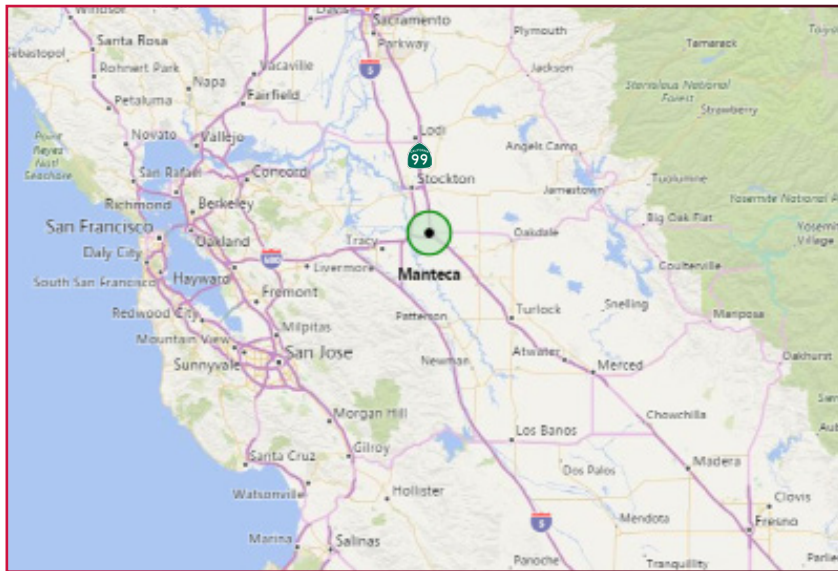 Windsor
Davis
Sacramento
Plymouth
Parkway
Santa Rosa
Sebastopol
Rohnert Park
Vacaville
5
Tamarack
Jackson
Napa
Fairfield
Stanislaus National
Forest
Petaluma
Strawberry
Point
Reyes
Nat'l
Seashore
Novato
Vallejo
Lodi
Angels Camp
99
San Rafael
Concord
Stockton
Jamestown
Tuolumne
Richmond
Berkeley
Yosemite National
Big Oak Flat
San Francisco
Oakland
Oakdale
Yosemite
Village
Daly City
Tracy
580
Livermore
Manteca
Coulterville
South San Francisco
Hayward
Fremont
Snelling
Redwood City
Patterson
Turlock
Mariposa
Milpitas
Mountain View
San Jose
Atwater
Oakhurst
Sunnyvale
Newman
Merced
Morgan Hill
Chowchilla
Los Banos
Gilroy
Santa Cruz
Dos Palos
Madera
Watsonville
Hollister
Clovis
5
Mendota
Fresno
Marina
Salinas
Panoche
Tranquillity